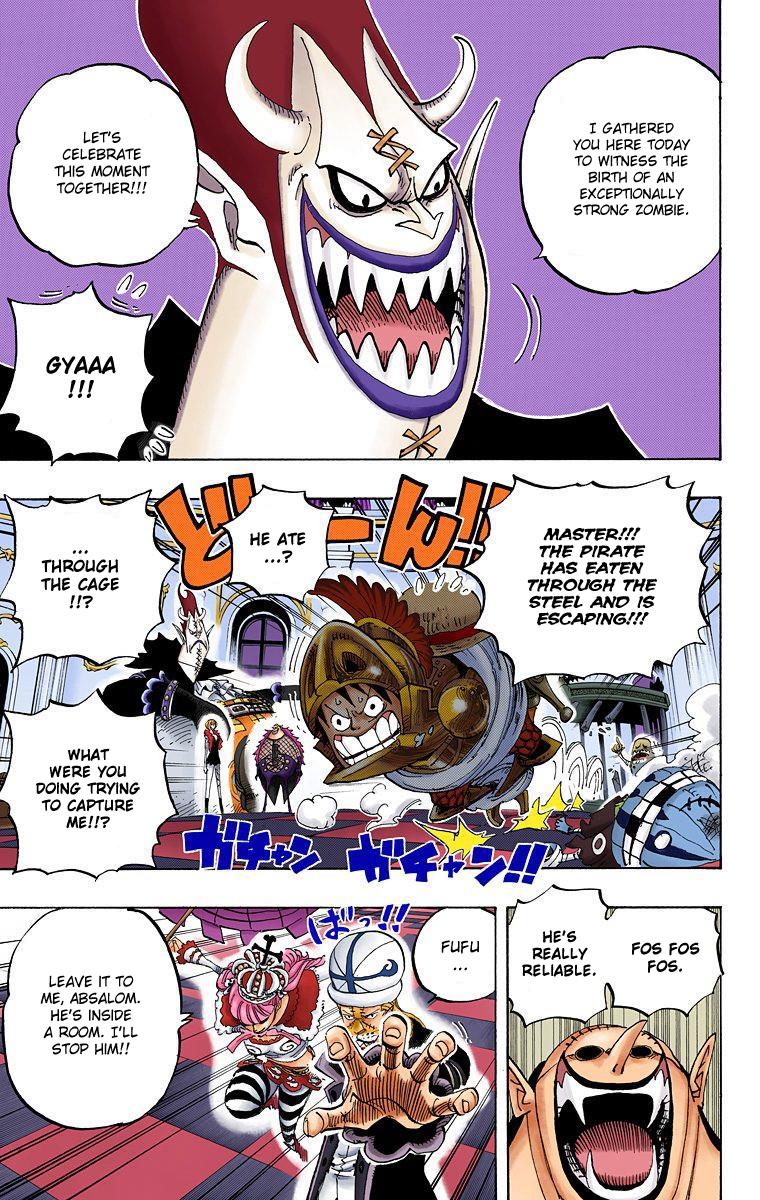 I GATHERED
YOU HERE TODAY
TO WITNESS THE
BIRTH OF AN
EXCEPTIONALLY
STRONG ZOMBIE.
LET'S
CELEBRATE
THIS MOMENT
TOGETHER!!!
GYAAA
!!!
MASTER!!!
THE PIRATE
HAS EATEN
THROUGH THE
STEEL AND IS
ESCAPING!!!
どーん!!
HE ATE
...?
...
THROUGH
THE CAGE
!!?
WHAT
WERE YOU
DOING TRYING
TO CAPTURE
ME!!?
ガチャン
ガチャン!!
FOS FOS
FOS.
HE'S
REALLY
RELIABLE.
FUFU
...
ばっ!!
LEAVE IT TO
ME, ABSALOM.
HE'S INSIDE
A ROOM. I'LL
STOP HIM!!